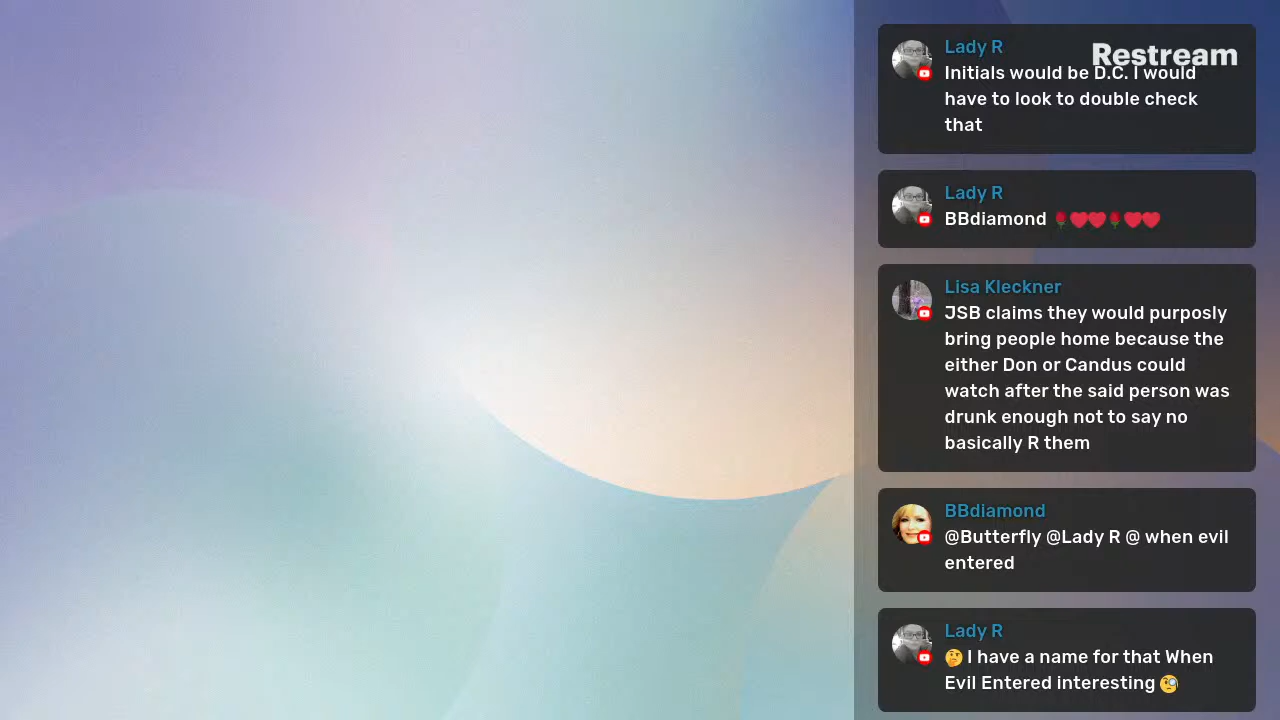 Restream
Lady R
Initials would be D.C. I would
have to look to double check
that
Lady R
BBdiamond 🌹❤️❤️🌹❤️❤️
Lisa Kleckner
JSB claims they would purposly
bring people home because the
either Don or Candus could
watch after the said person was
drunk enough not to say no
basically R them
BBdiamond
@Butterfly @Lady R @ when evil
entered
Lady R
🤔 I have a name for that When
Evil Entered interesting 🧐